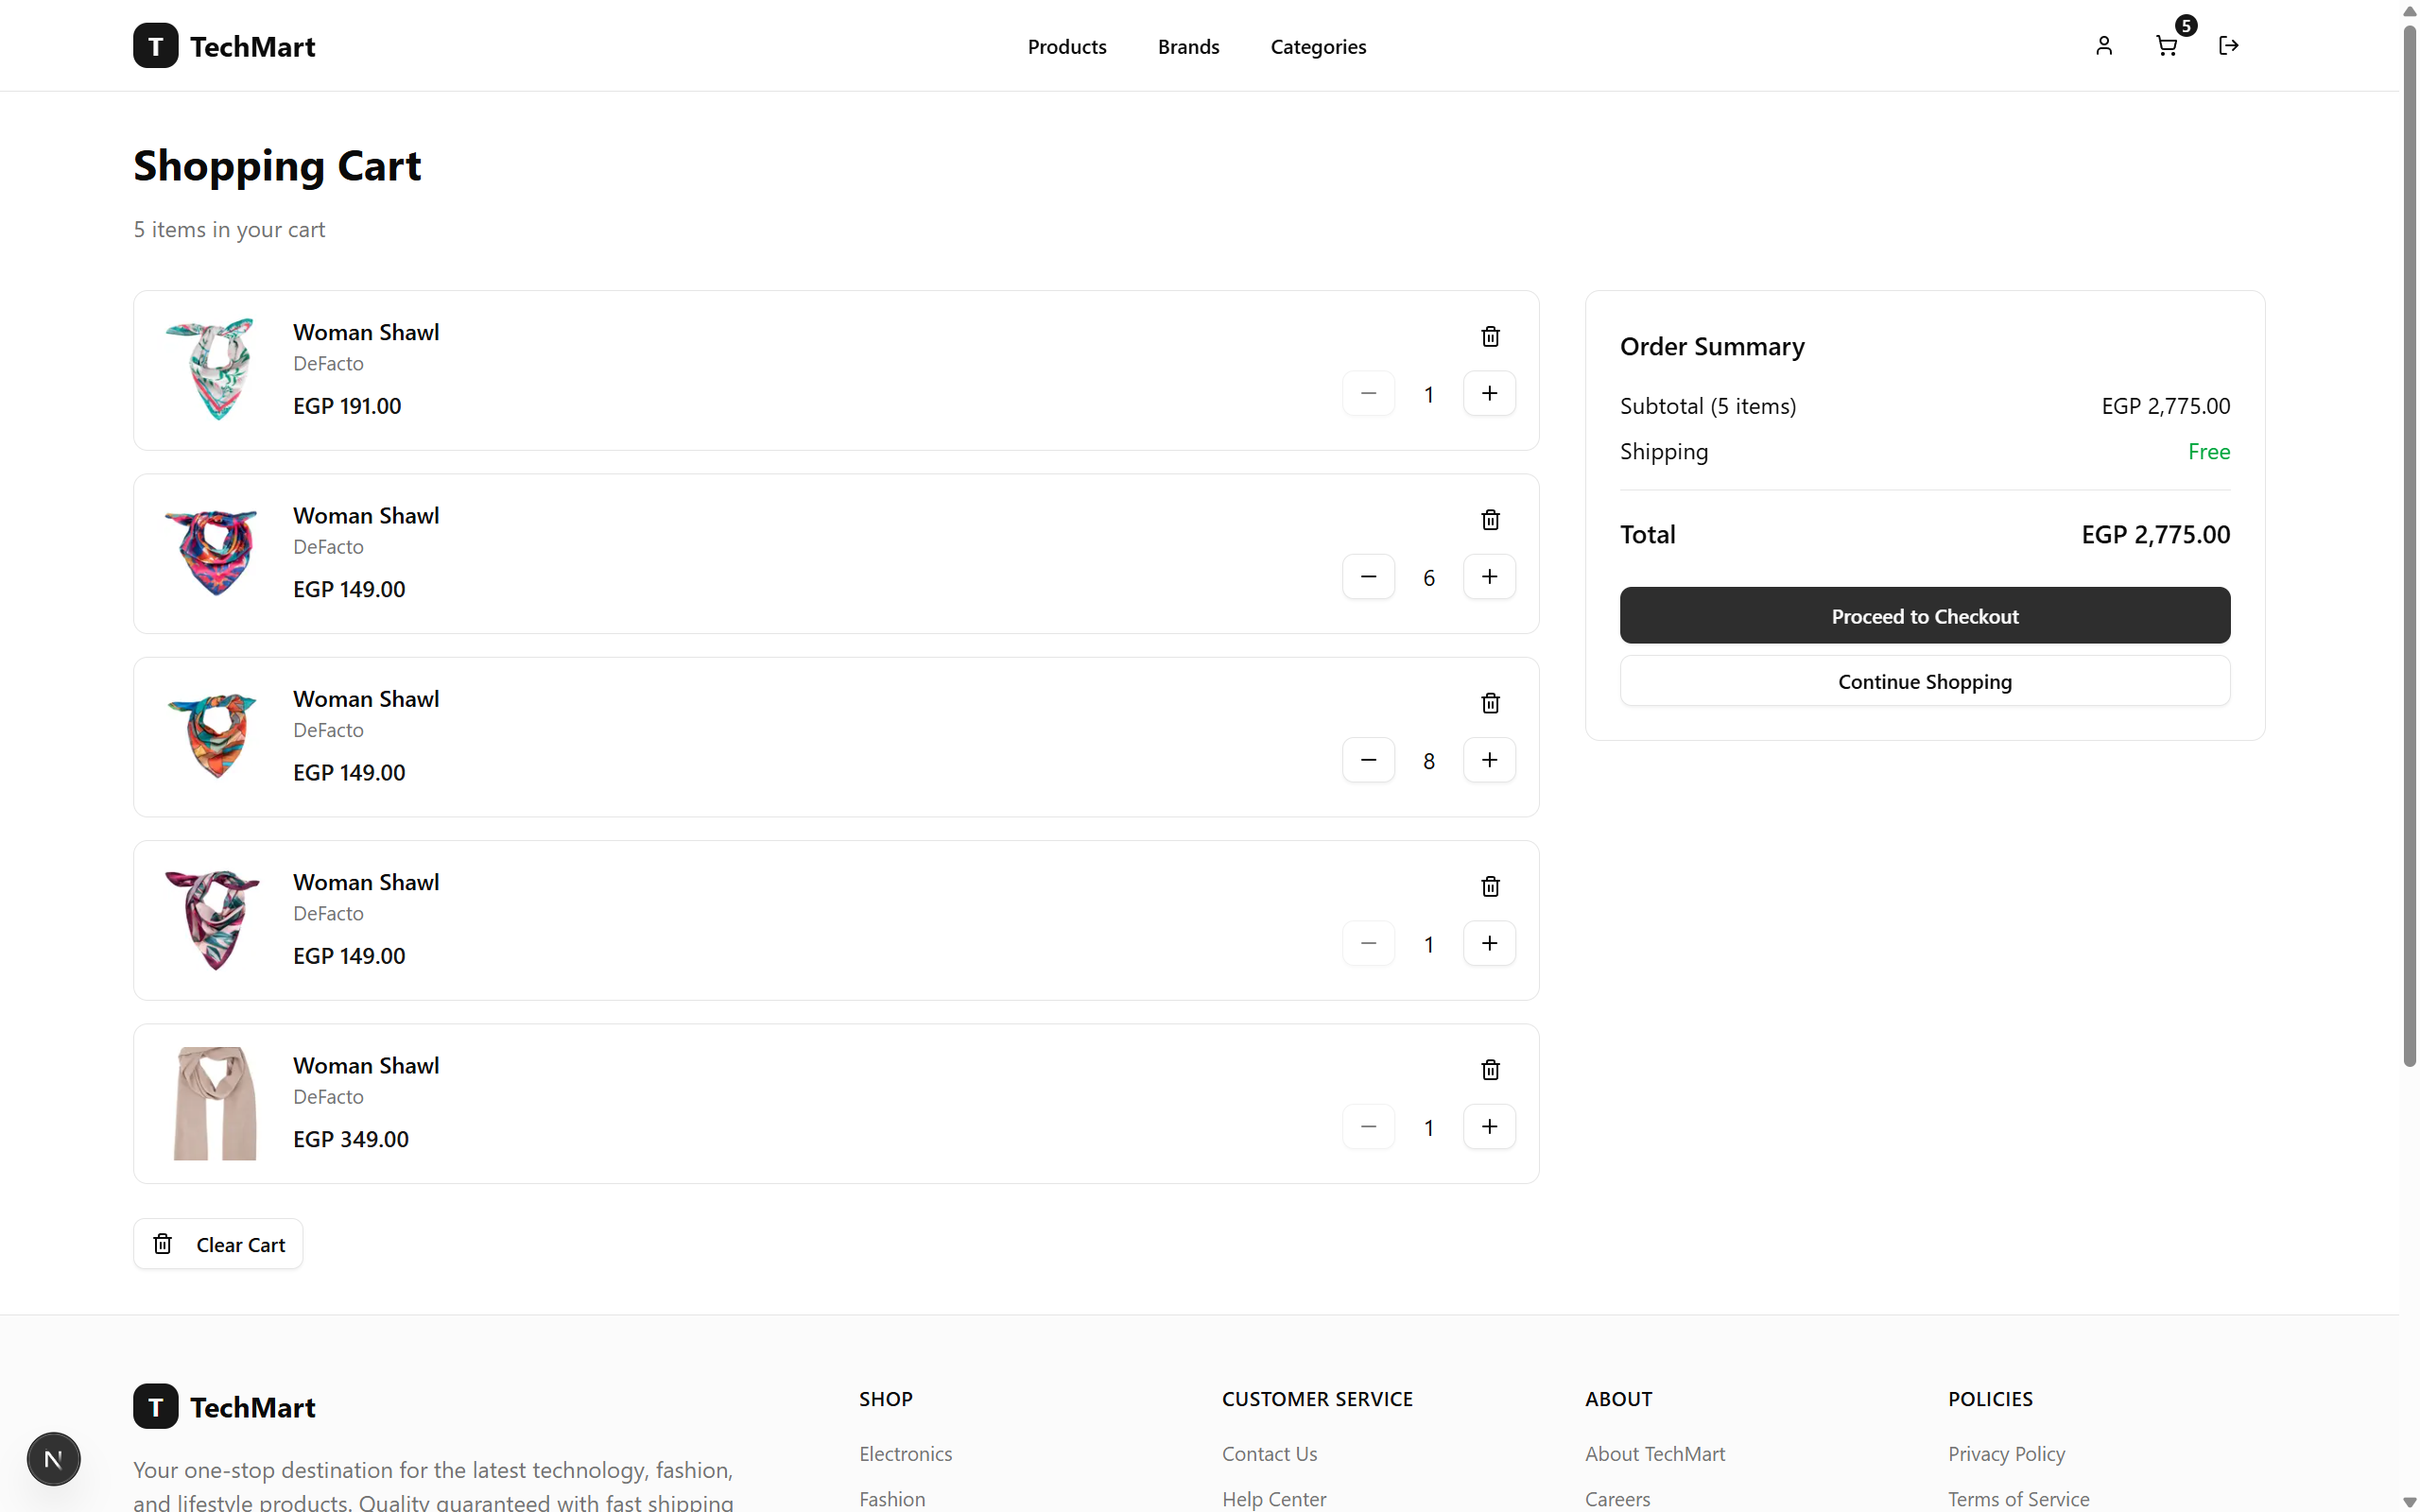 T TechMart
Products Brands Categories
5
Shopping Cart
5 items in your cart
Woman Shawl
DeFacto
EGP 191.00
1
Woman Shawl
DeFacto
EGP 149.00
6
Woman Shawl
DeFacto
EGP 149.00
8
Woman Shawl
DeFacto
EGP 149.00
1
Woman Shawl
DeFacto
EGP 349.00
1
Clear Cart
Order Summary
Subtotal (5 items) EGP 2,775.00
Shipping Free
Total EGP 2,775.00
Proceed to Checkout
Continue Shopping
T TechMart
Your one-stop destination for the latest technology, fashion,
and lifestyle products. Quality guaranteed with fast shipping
SHOP
Electronics
Fashion
CUSTOMER SERVICE
Contact Us
Help Center
ABOUT
About TechMart
Careers
POLICIES
Privacy Policy
Terms of Service
N